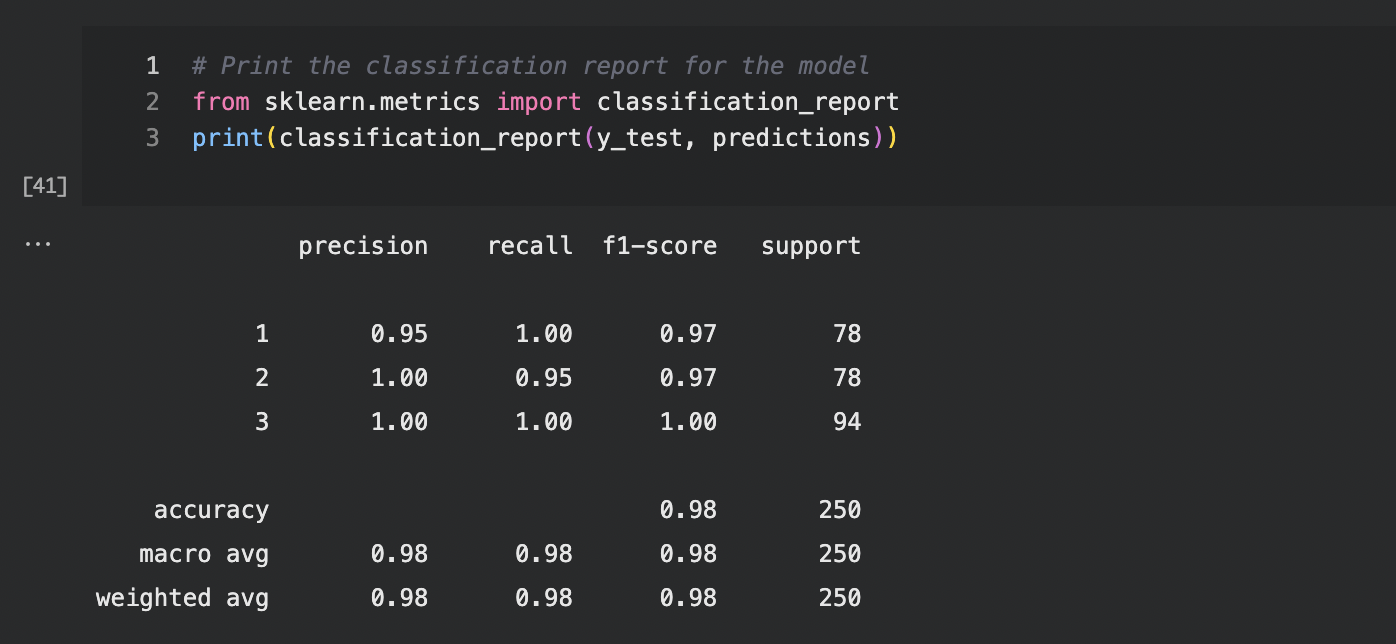 1 # Print the classification report for the model
2 from sklearn.metrics import classification_report
3 print(classification_report(y_test, predictions))
[41]
... precision recall f1-score support
1 0.95 1.00 0.97 78
2 1.00 0.95 0.97 78
3 1.00 1.00 1.00 94
accuracy 0.98 250
macro avg 0.98 0.98 0.98 250
weighted avg 0.98 0.98 0.98 250